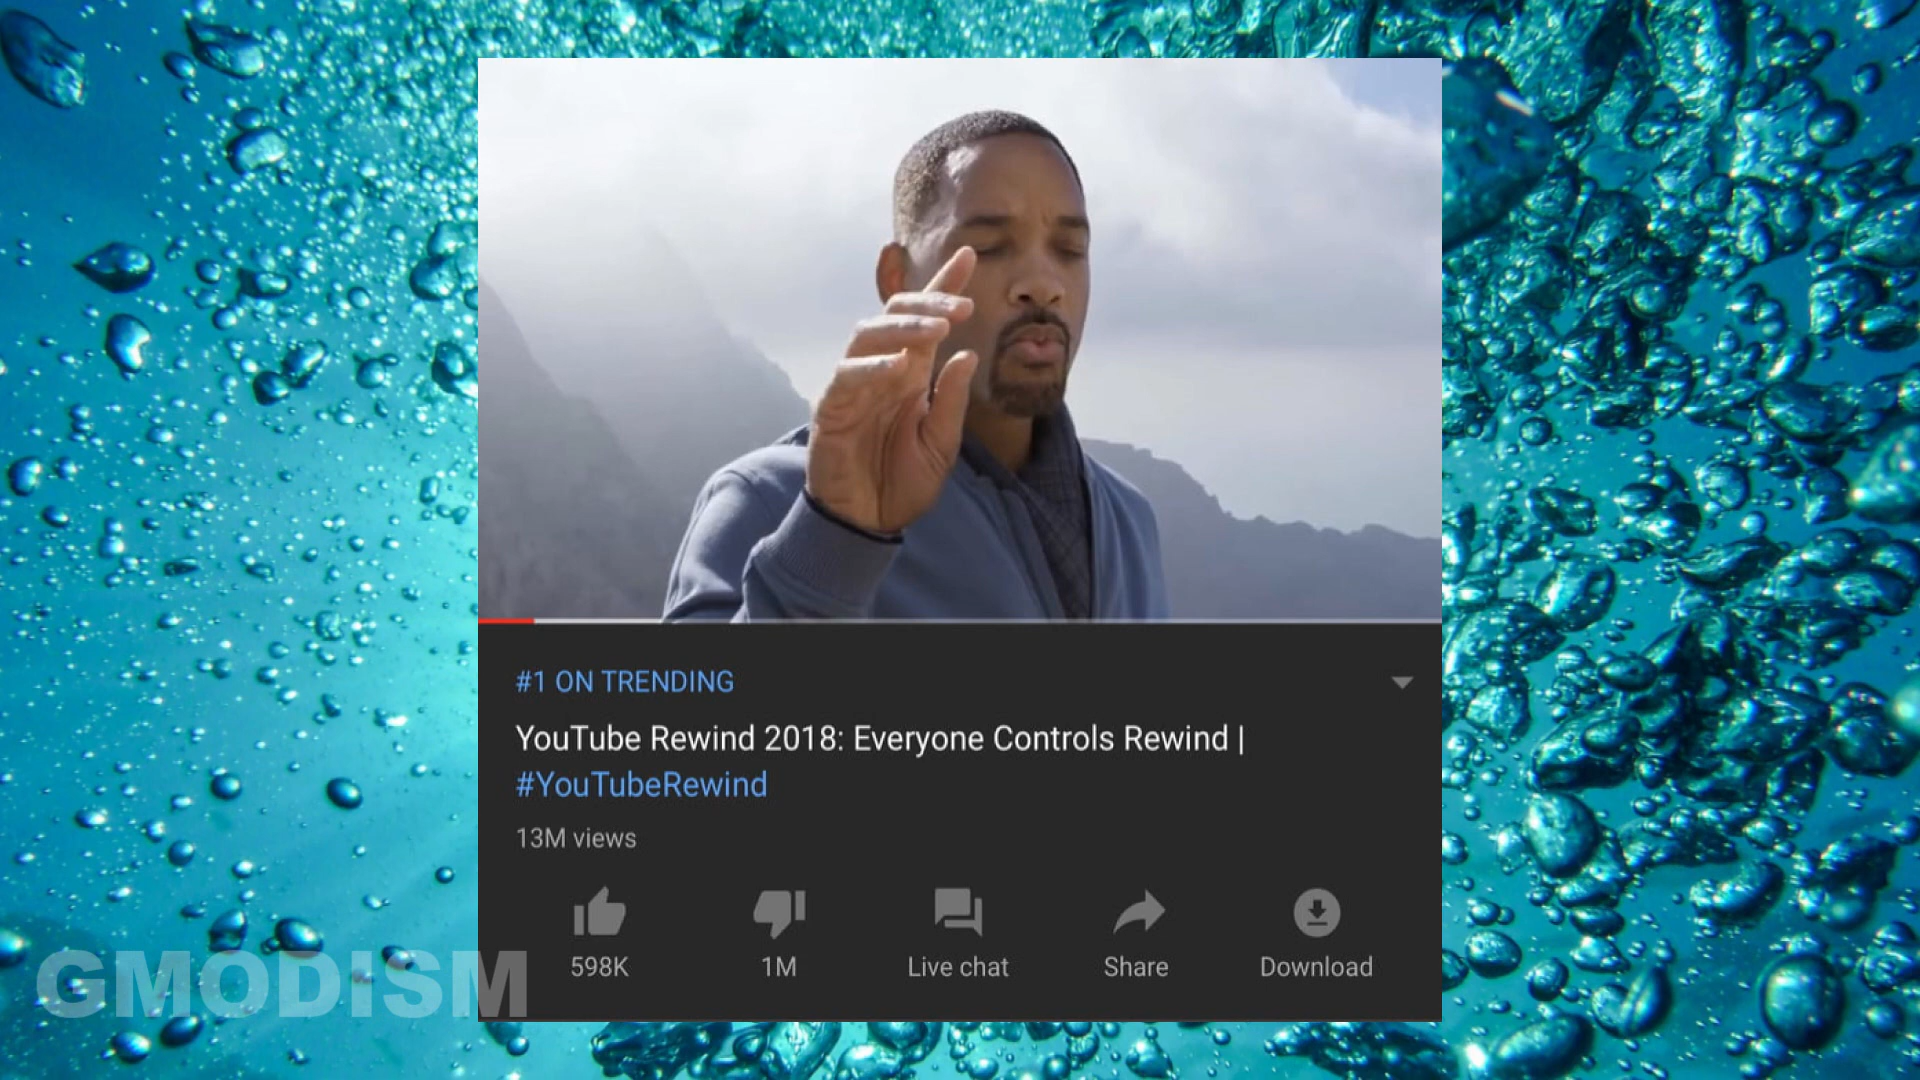 #1 ON TRENDING
YouTube Rewind 2018: Everyone Controls Rewind |
#YouTubeRewind
13M views
598K
1M
Live chat
Share
Download
GMODISM